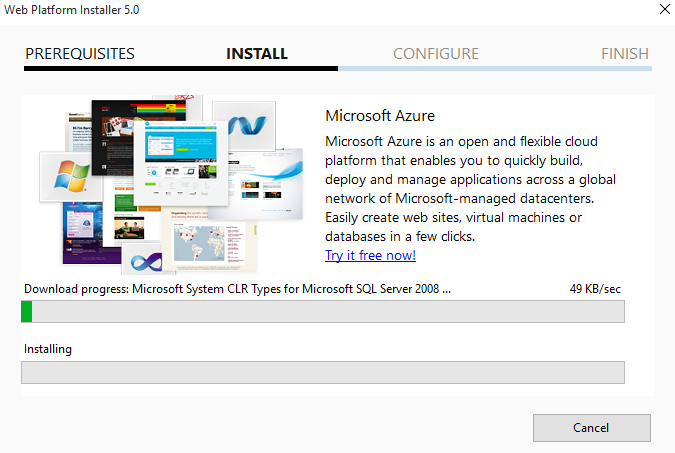 Web Platform Installer 5.0
PREREQUISITES
INSTALL
CONFIGURE
FINISH
Microsoft Azure
Microsoft Azure is an open and flexible cloud
platform that enables you to quickly build,
deploy and manage applications across a global
network of Microsoft-managed datacenters.
Easily create web sites, virtual machines or
databases in a few clicks.
Try it free now!
Download progress: Microsoft System CLR Types for Microsoft SQL Server 2008 ...
49 KB/sec
Installing
Cancel